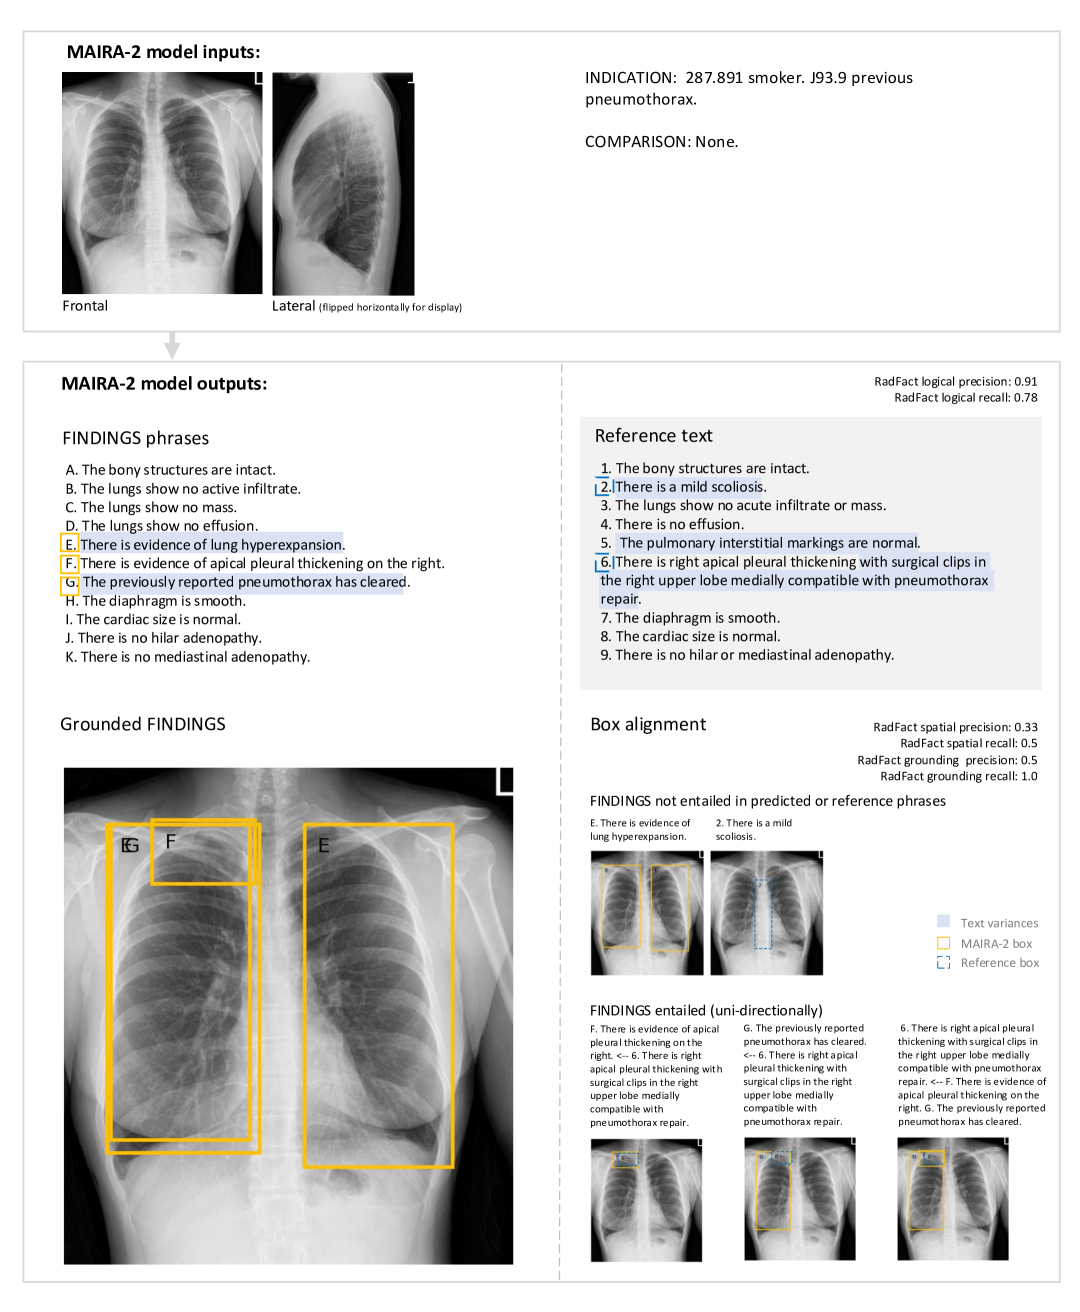 MAIRA-2 model inputs:
INDICATION: 287.891 smoker. J93.9 previous
pneumothorax.
COMPARISON: None.
L
Frontal
Lateral (flipped horizontally for display)
MAIRA-2 model outputs:
RadFact logical precision: 0.91
RadFact logical recall: 0.78
FINDINGS phrases
A. The bony structures are intact.
B. The lungs show no active infiltrate.
C. The lungs show no mass.
D. The lungs show no effusion.
E. There is evidence of lung hyperexpansion.
F. There is evidence of apical pleural thickening on the right.
G. The previously reported pneumothorax has cleared.
H. The diaphragm is smooth.
I. The cardiac size is normal.
J. There is no hilar adenopathy.
K. There is no mediastinal adenopathy.
Reference text
1. The bony structures are intact.
2. There is a mild scoliosis.
3. The lungs show no acute infiltrate or mass.
4. There is no effusion.
5. The pulmonary interstitial markings are normal.
6. There is right apical pleural thickening with surgical clips in
the right upper lobe medially compatible with pneumothorax
repair.
7. The diaphragm is smooth.
8. The cardiac size is normal.
9. There is no hilar or mediastinal adenopathy.
Grounded FINDINGS
L
E G
F
E
Box alignment
RadFact spatial precision: 0.33
RadFact spatial recall: 0.5
RadFact grounding precision: 0.5
RadFact grounding recall: 1.0
FINDINGS not entailed in predicted or reference phrases
E. There is evidence of
lung hyperexpansion.
2. There is a mild
scoliosis.
Text variances
MAIRA-2 box
Reference box
FINDINGS entailed (uni-directionally)
F. There is evidence of apical
pleural thickening on the
right. <-- 6. There is right
apical pleural thickening with
surgical clips in the right
upper lobe medially
compatible with
pneumothorax repair.
G. The previously reported
pneumothorax has cleared.
<-- 6. There is right apical
pleural thickening with
surgical clips in the right
upper lobe medially
compatible with
pneumothorax repair.
6. There is right apical pleural
thickening with surgical clips in
the right upper lobe medially
compatible with pneumothorax
repair. <-- F. There is evidence of
apical pleural thickening on the
right. G. The previously reported
pneumothorax has cleared.